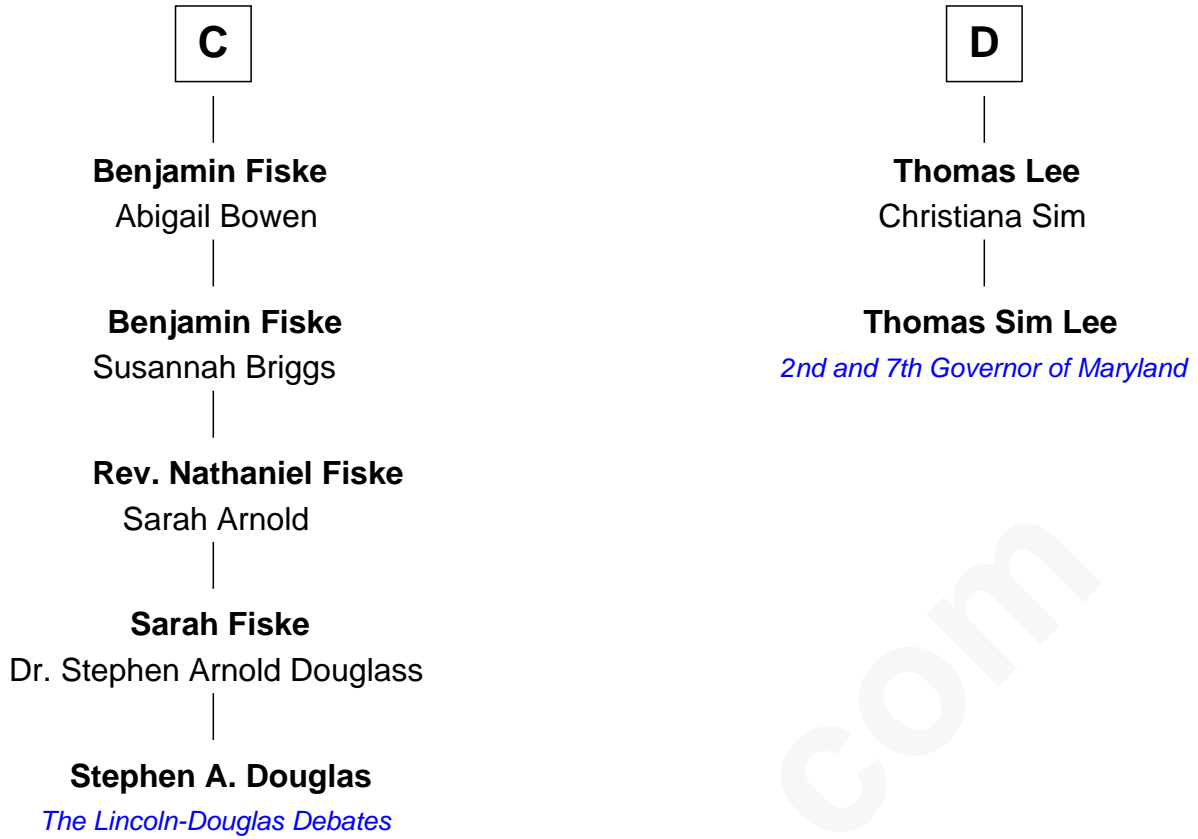 C
Benjamin Fiske
Abigail Bowen
Benjamin Fiske
Susannah Briggs
Rev. Nathaniel Fiske
Sarah Arnold
Sarah Fiske
Dr. Stephen Arnold Douglass
Stephen A. Douglas
The Lincoln-Douglas Debates
D
Thomas Lee
Christiana Sim
Thomas Sim Lee
2nd and 7th Governor of Maryland
com